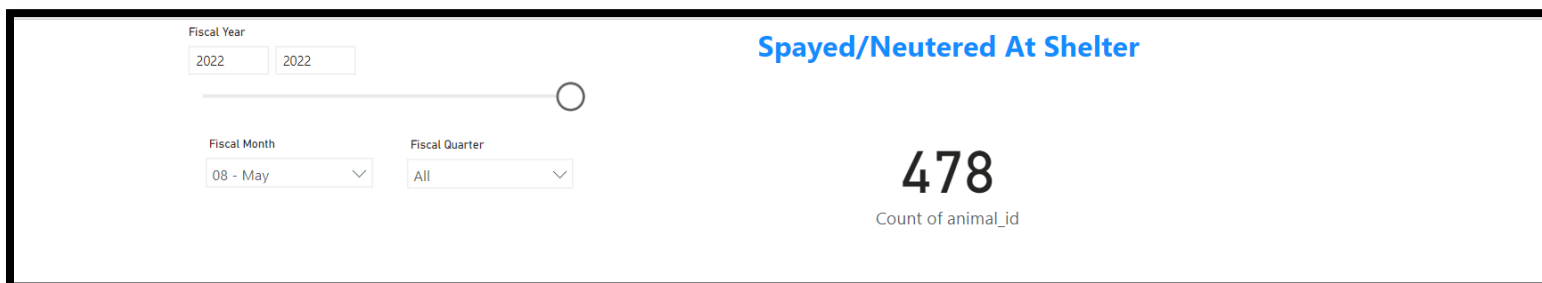 Fiscal Year
2022 2022
Spayed/Neutered At Shelter
Fiscal Month Fiscal Quarter
08 - May All
478
Count of animal_id